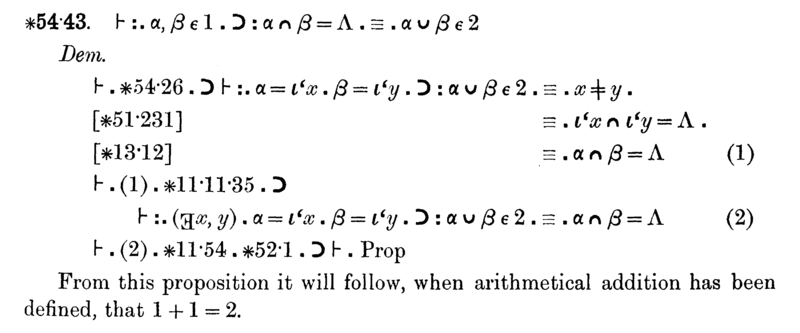 ∗54·43. ⊢ :. α, β ε 1 . ⊃ : α ∩ β = Λ . ≡ . α ∪ β ε 2
Dem.
⊢ . ∗54·26 . ⊃ ⊢ :. α = ι‘x . β = ι‘y . ⊃ : α ∪ β ε 2 . ≡ . x ≠ y .
[∗51·231] ≡ . ι‘x ∩ ι‘y = Λ .
[∗13·12] ≡ . α ∩ β = Λ (1)
⊢ . (1) . ∗11·11·35 . ⊃
⊢ :. (∃x, y) . α = ι‘x . β = ι‘y . ⊃ : α ∪ β ε 2 . ≡ . α ∩ β = Λ (2)
⊢ . (2) . ∗11·54 . ∗52·1 . ⊃ ⊢ . Prop
From this proposition it will follow, when arithmetical addition has been
defined, that 1 + 1 = 2.